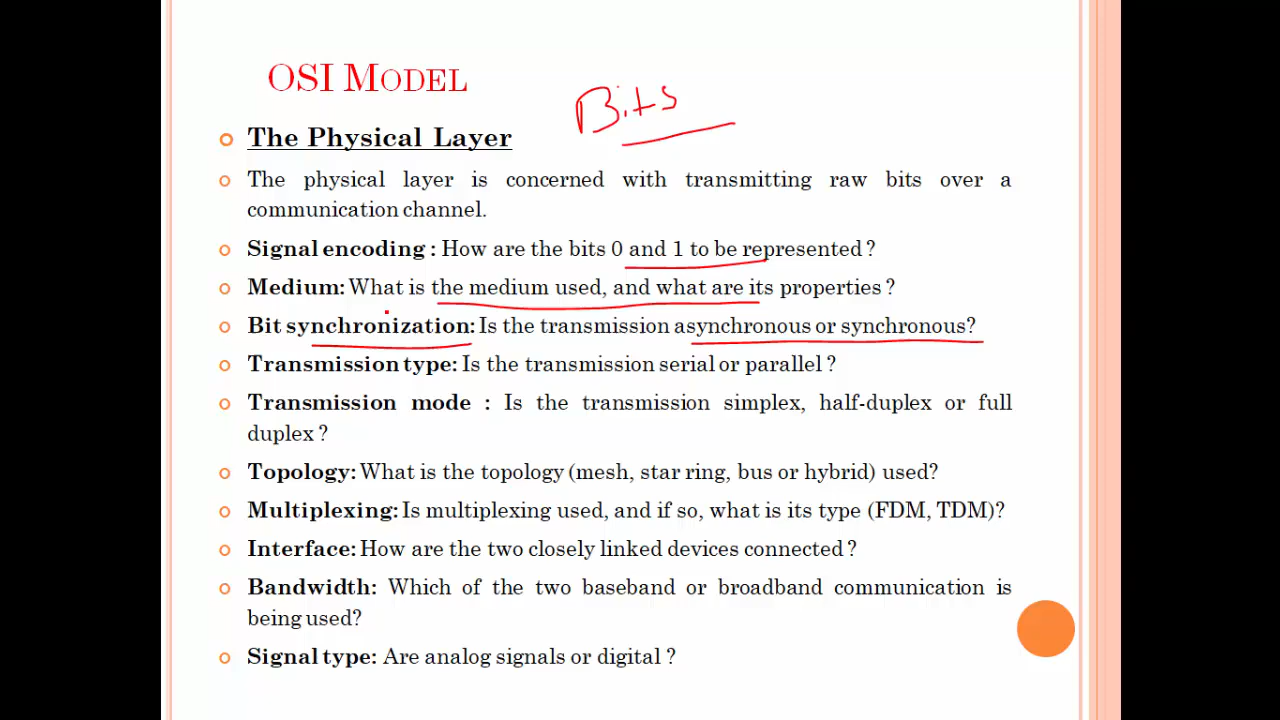 OSI MODEL
Bits
The Physical Layer
The physical layer is concerned with transmitting raw bits over a
communication channel.
Signal encoding : How are the bits 0 and 1 to be represented ?
Medium: What is the medium used, and what are its properties ?
Bit synchronization: Is the transmission asynchronous or synchronous?
Transmission type: Is the transmission serial or parallel ?
Transmission mode : Is the transmission simplex, half-duplex or full
duplex ?
Topology: What is the topology (mesh, star ring, bus or hybrid) used?
Multiplexing: Is multiplexing used, and if so, what is its type (FDM, TDM)?
Interface: How are the two closely linked devices connected ?
Bandwidth: Which of the two baseband or broadband communication is
being used?
Signal type: Are analog signals or digital ?